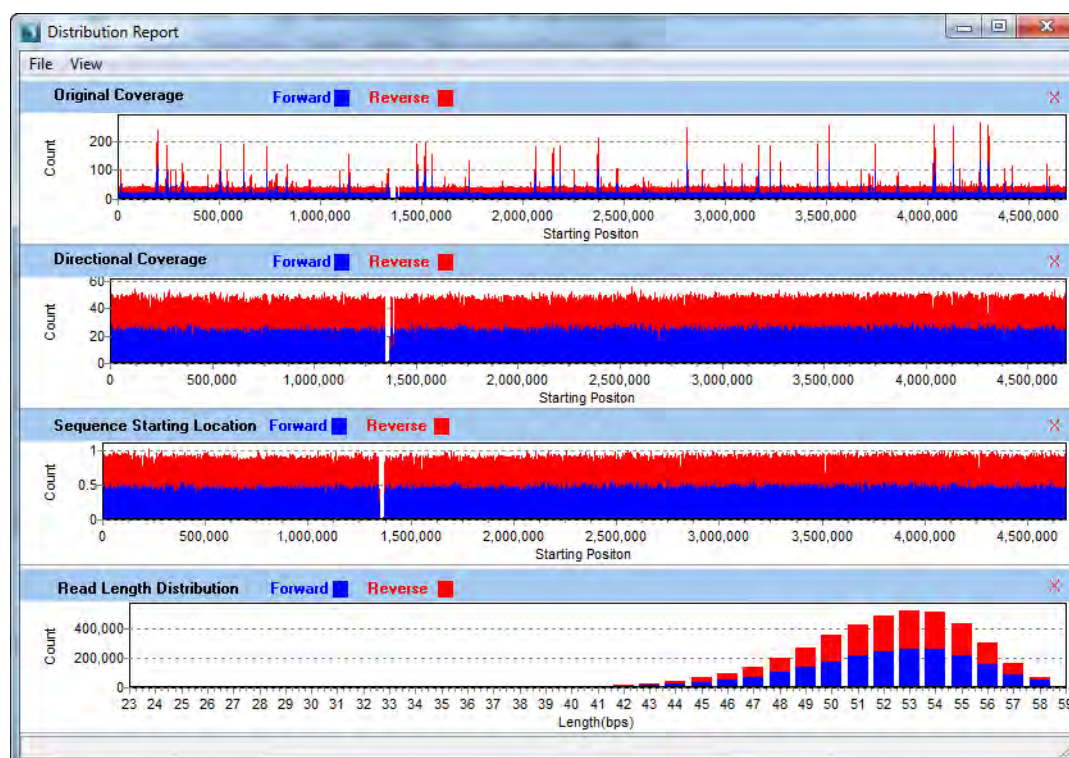 Distribution Report
File View
Original Coverage Forward Reverse
Count
200
100
0
0 500,000 1,000,000 1,500,000 2,000,000 2,500,000 3,000,000 3,500,000 4,000,000 4,500,000
Starting Positon
Directional Coverage Forward Reverse
Count
60
40
20
0
0 500,000 1,000,000 1,500,000 2,000,000 2,500,000 3,000,000 3,500,000 4,000,000 4,500,000
Starting Positon
Sequence Starting Location Forward Reverse
Count
1
0.5
0
0 500,000 1,000,000 1,500,000 2,000,000 2,500,000 3,000,000 3,500,000 4,000,000 4,500,000
Starting Positon
Read Length Distribution Forward Reverse
Count
400,000
200,000
0
23 24 25 26 27 28 29 30 31 32 33 34 35 36 37 38 39 40 41 42 43 44 45 46 47 48 49 50 51 52 53 54 55 56 57 58 59
Length(bps)